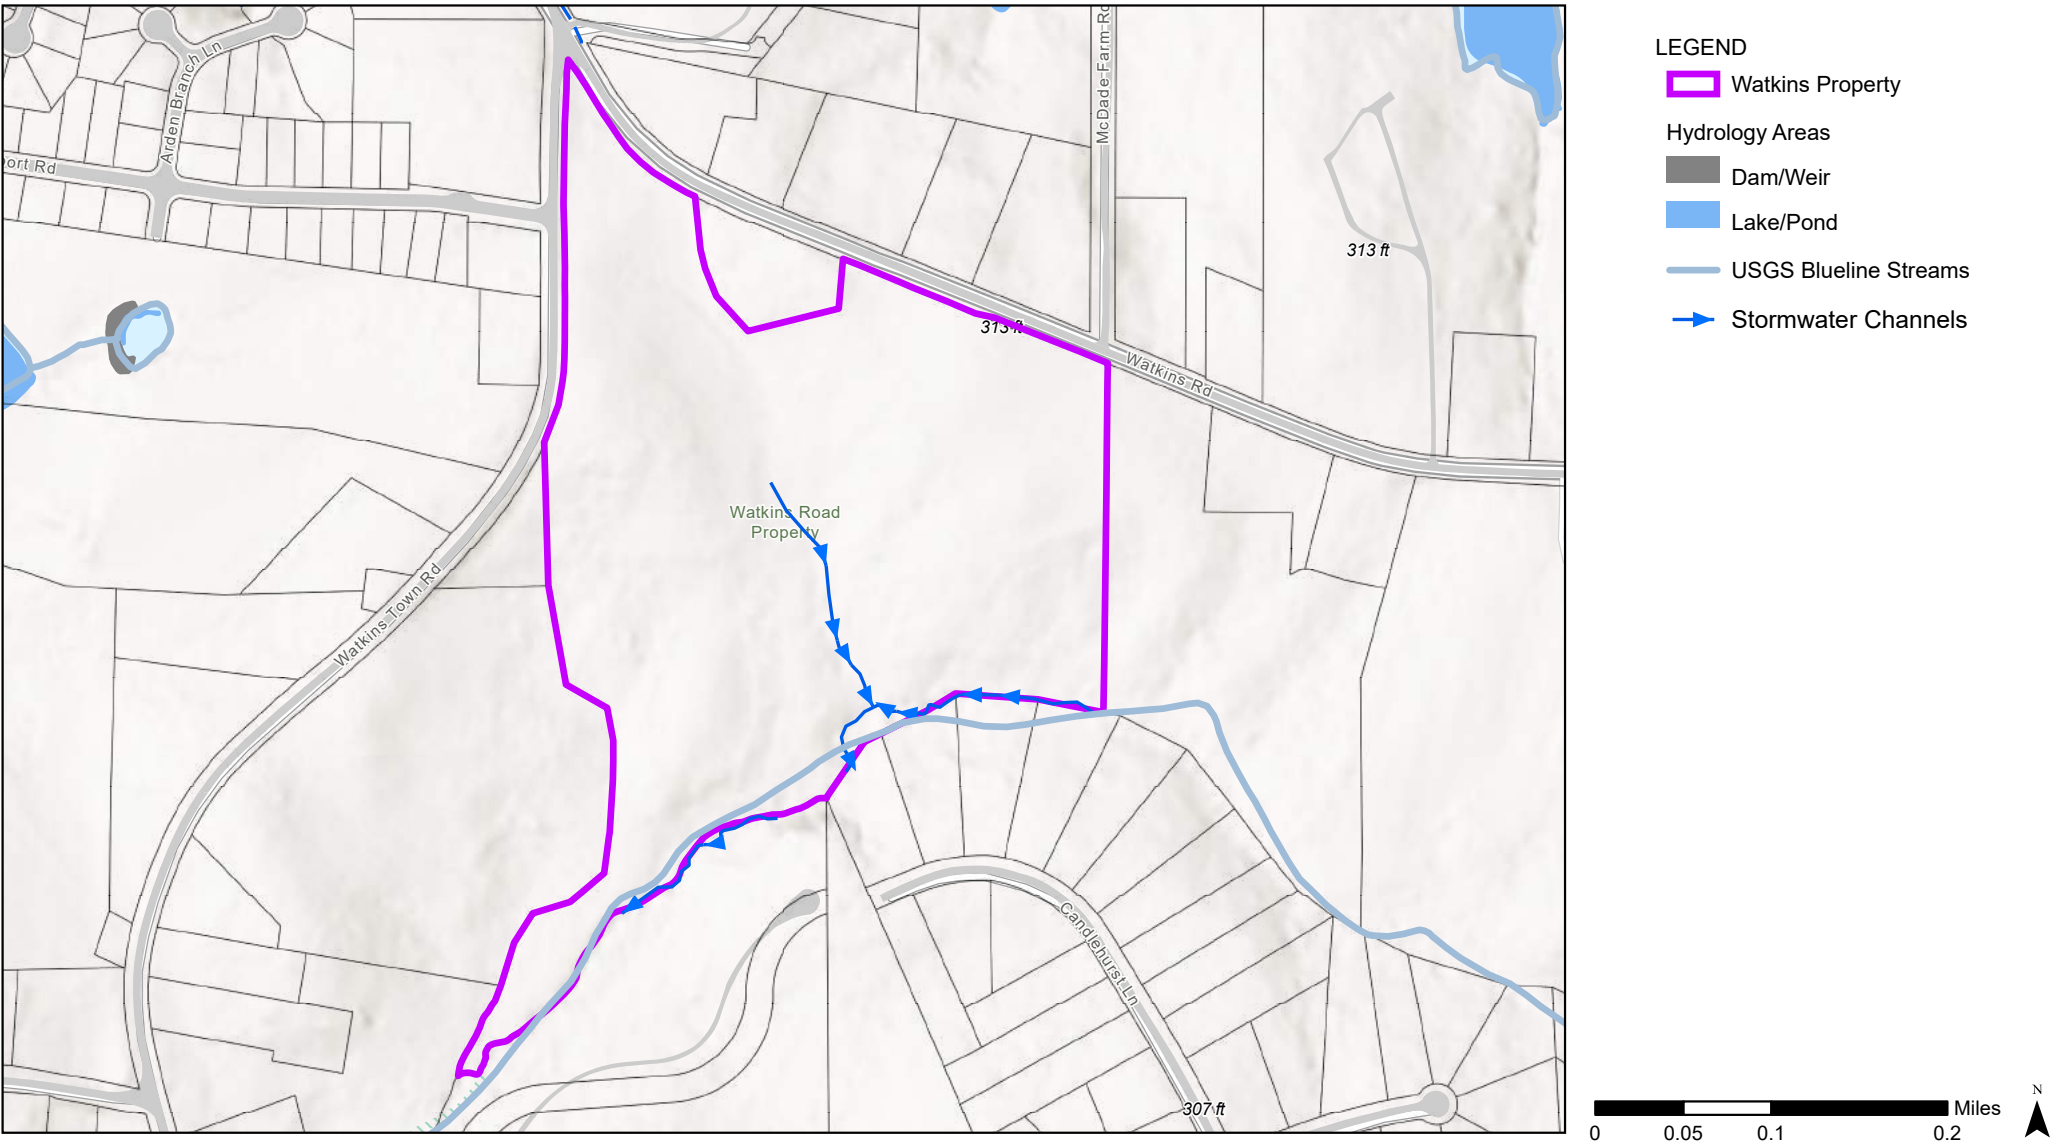 Arden Branch Ln
ort Rd
McDade-Farm-Rd
313 ft
313 ft
Watkins Rd
Watkins Road
Property
Watkins Town Rd
Candlehurst Ln
307 ft
LEGEND
Watkins Property
Hydrology Areas
Dam/Weir
Lake/Pond
USGS Blueline Streams
Stormwater Channels
N
Miles
0 0.05 0.1 0.2